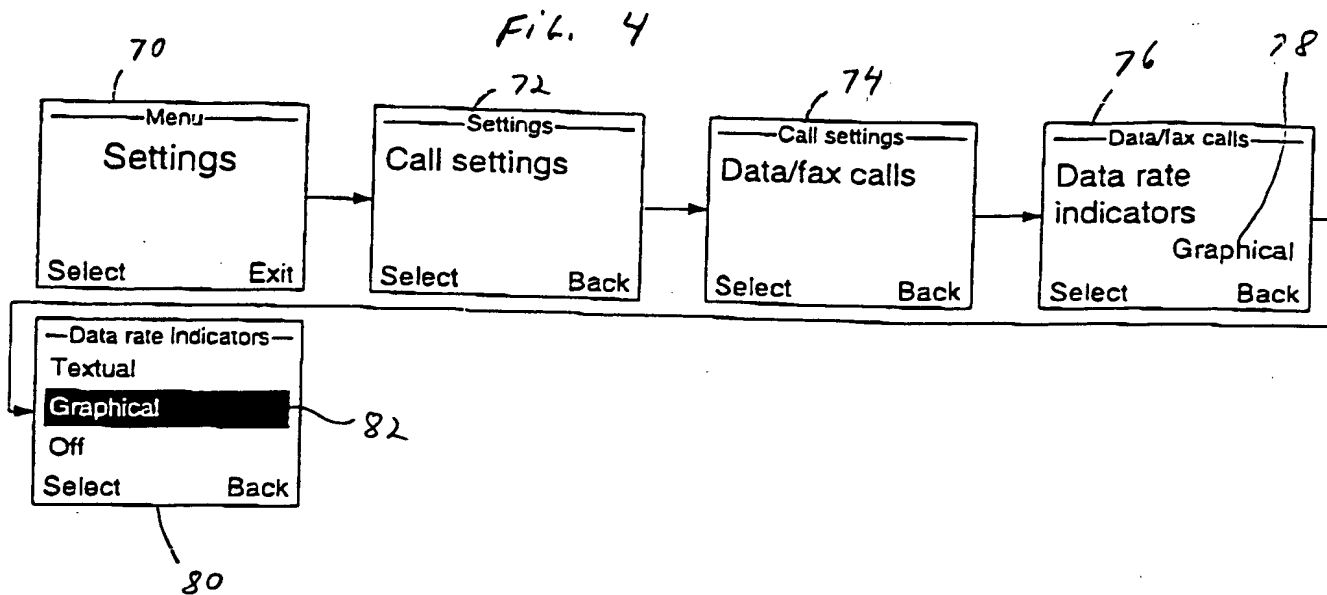 FiG. 4
70
72
74
76
78
Menu
Settings
Select Exit
Settings
Call settings
Select Back
Call settings
Data/fax calls
Select Back
Data/fax calls
Data rate
indicators
Graphical
Select Back
Data rate indicators
Textual
Graphical
82
Off
Select Back
80